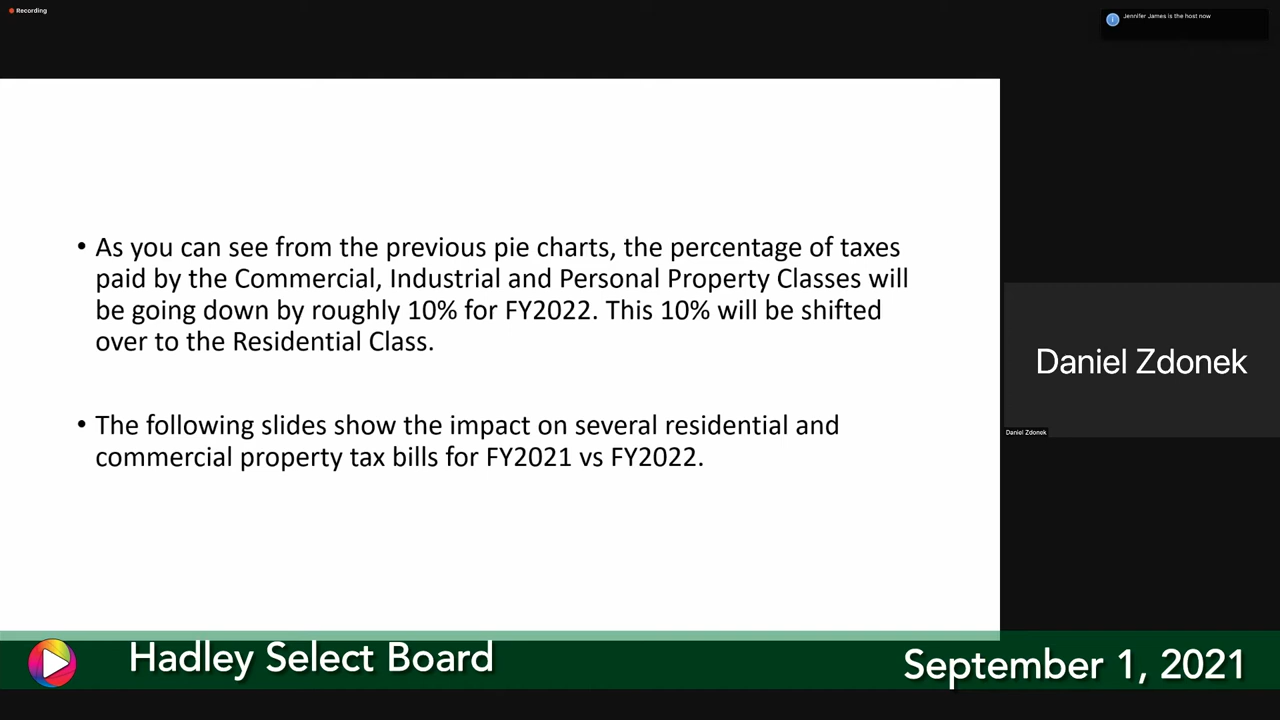 Recording
Jennifer James is the host now
• As you can see from the previous pie charts, the percentage of taxes
paid by the Commercial, Industrial and Personal Property Classes will
be going down by roughly 10% for FY2022. This 10% will be shifted
over to the Residential Class.
• The following slides show the impact on several residential and
commercial property tax bills for FY2021 vs FY2022.
Daniel Zdonek
Daniel Zdonek
Hadley Select Board
September 1, 2021